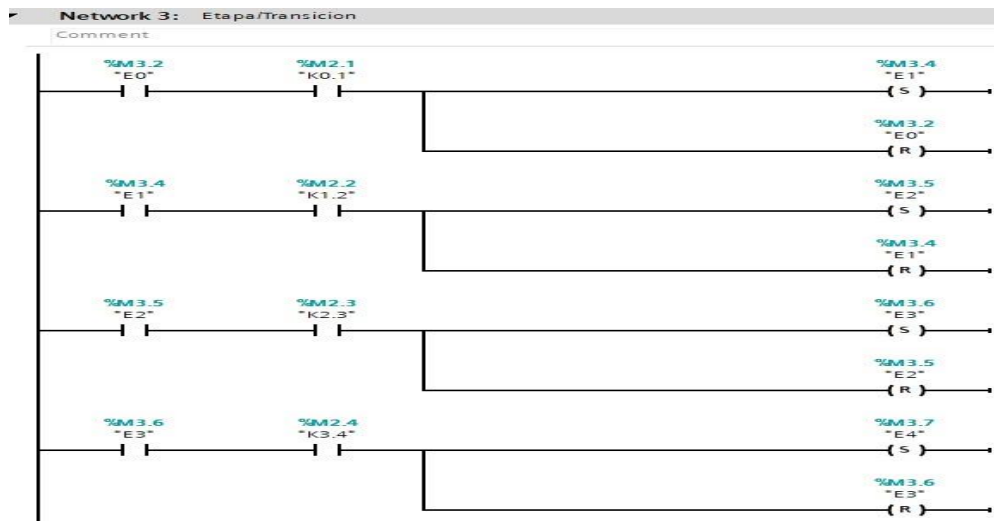 Network 3: Etapa/Transicion
Comment
%M3.2 %M2.1 %M3.4
"E0" "K0.1" "E1"
S
%M3.2
"E0"
R
%M3.4 %M2.2 %M3.5
"E1" "K1.2" "E2"
S
%M3.4
"E1"
R
%M3.5 %M2.3 %M3.6
"E2" "K2.3" "E3"
S
%M3.5
"E2"
R
%M3.6 %M2.4 %M3.7
"E3" "K3.4" "E4"
S
%M3.6
"E3"
R